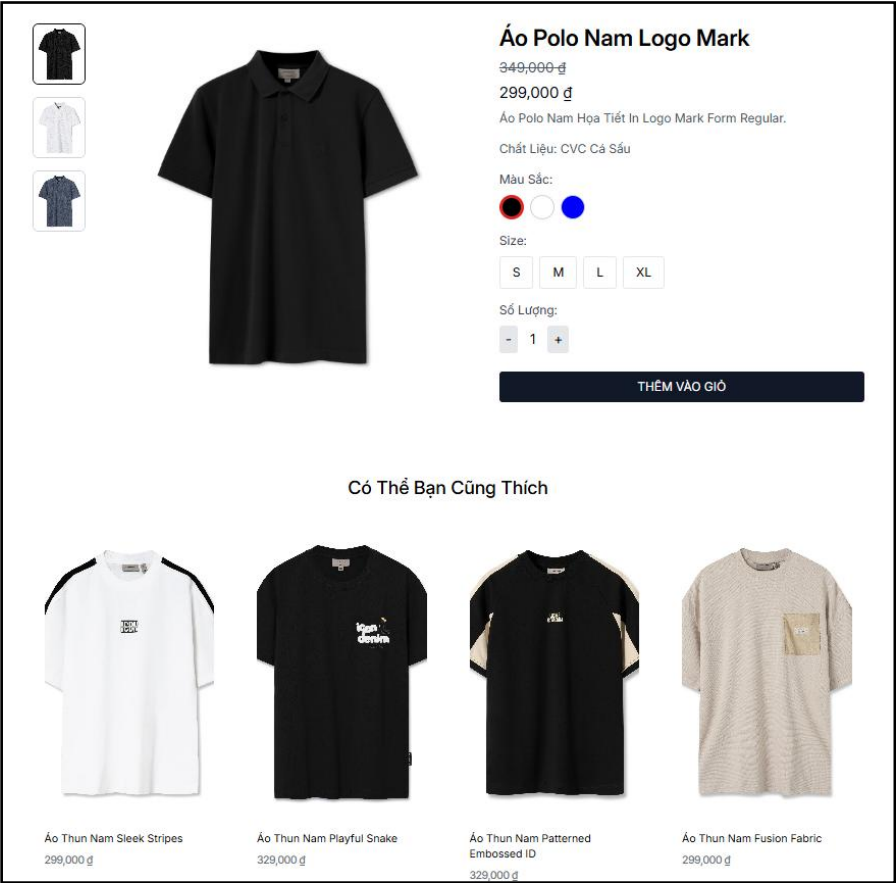 Áo Polo Nam Logo Mark
349,000 ₫
299,000 ₫
Áo Polo Nam Họa Tiết In Logo Mark Form Regular.
Chất Liệu: CVC Cá Sấu
Màu Sắc:
Size:
S M L XL
Số Lượng:
- 1 +
THÊM VÀO GIỎ
Có Thể Bạn Cũng Thích
icon
denim
Áo Thun Nam Sleek Stripes
299,000 ₫
Áo Thun Nam Playful Snake
329,000 ₫
Áo Thun Nam Patterned
Embossed ID
329,000 ₫
Áo Thun Nam Fusion Fabric
299,000 ₫